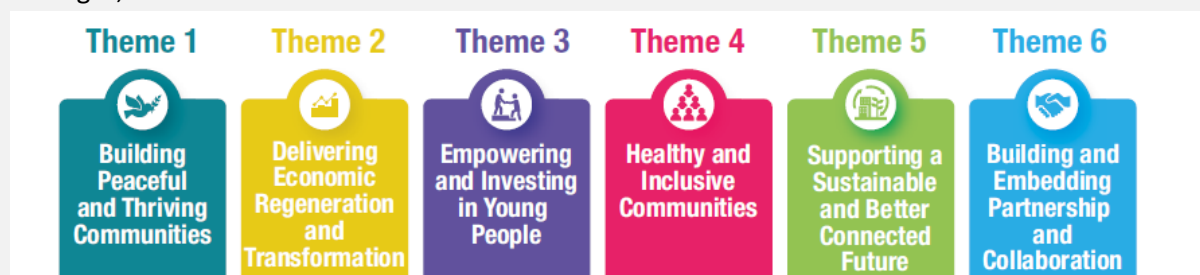 Theme 1
Building
Peaceful
and Thriving
Communities
Theme 2
Delivering
Economic
Regeneration
and
Transformation
Theme 3
Empowering
and Investing
in Young
People
Theme 4
Healthy and
Inclusive
Communities
Theme 5
Supporting a
Sustainable
and Better
Connected
Future
Theme 6
Building and
Embedding
Partnership
and
Collaboration